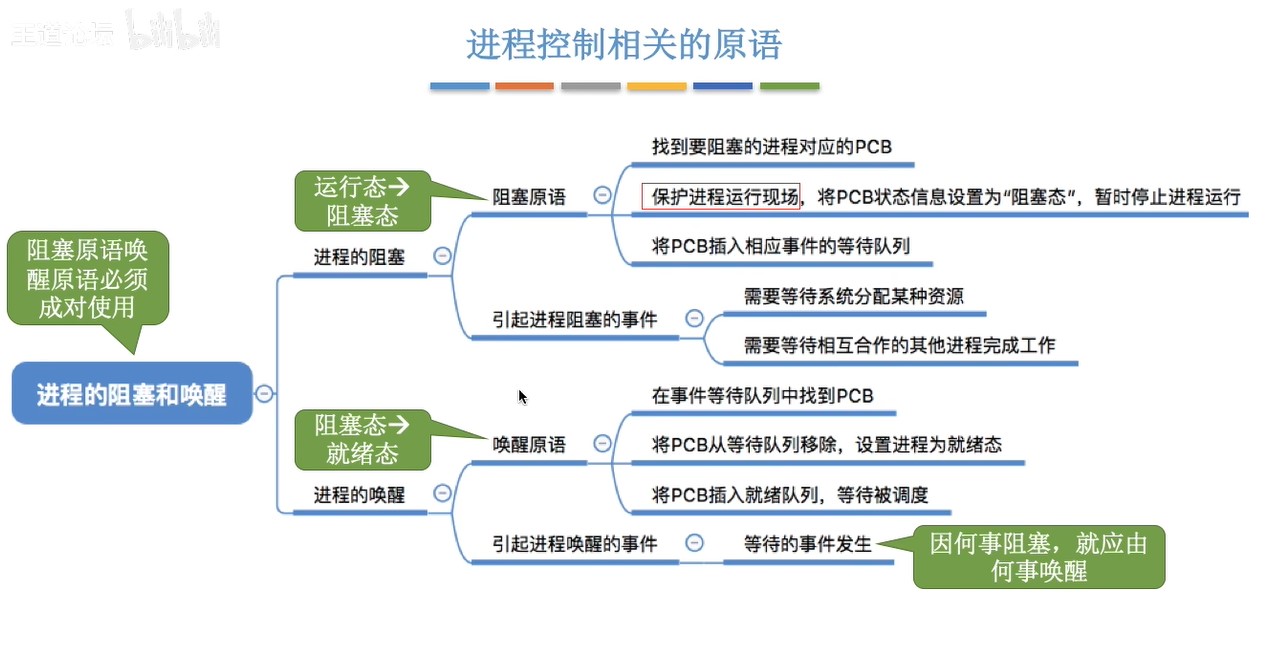 王道论坛 bilibili
进程控制相关的原语
阻塞原语唤
醒原语必须
成对使用
进程的阻塞和唤醒
进程的阻塞
运行态→
阻塞态
阻塞原语
找到要阻塞的进程对应的PCB
保护进程运行现场，将PCB状态信息设置为“阻塞态”，暂时停止进程运行
将PCB插入相应事件的等待队列
引起进程阻塞的事件
需要等待系统分配某种资源
需要等待相互合作的其他进程完成工作
进程的唤醒
阻塞态→
就绪态
唤醒原语
在事件等待队列中找到PCB
将PCB从等待队列移除，设置进程为就绪态
将PCB插入就绪队列，等待被调度
引起进程唤醒的事件
等待的事件发生
因何事阻塞，就应由
何事唤醒